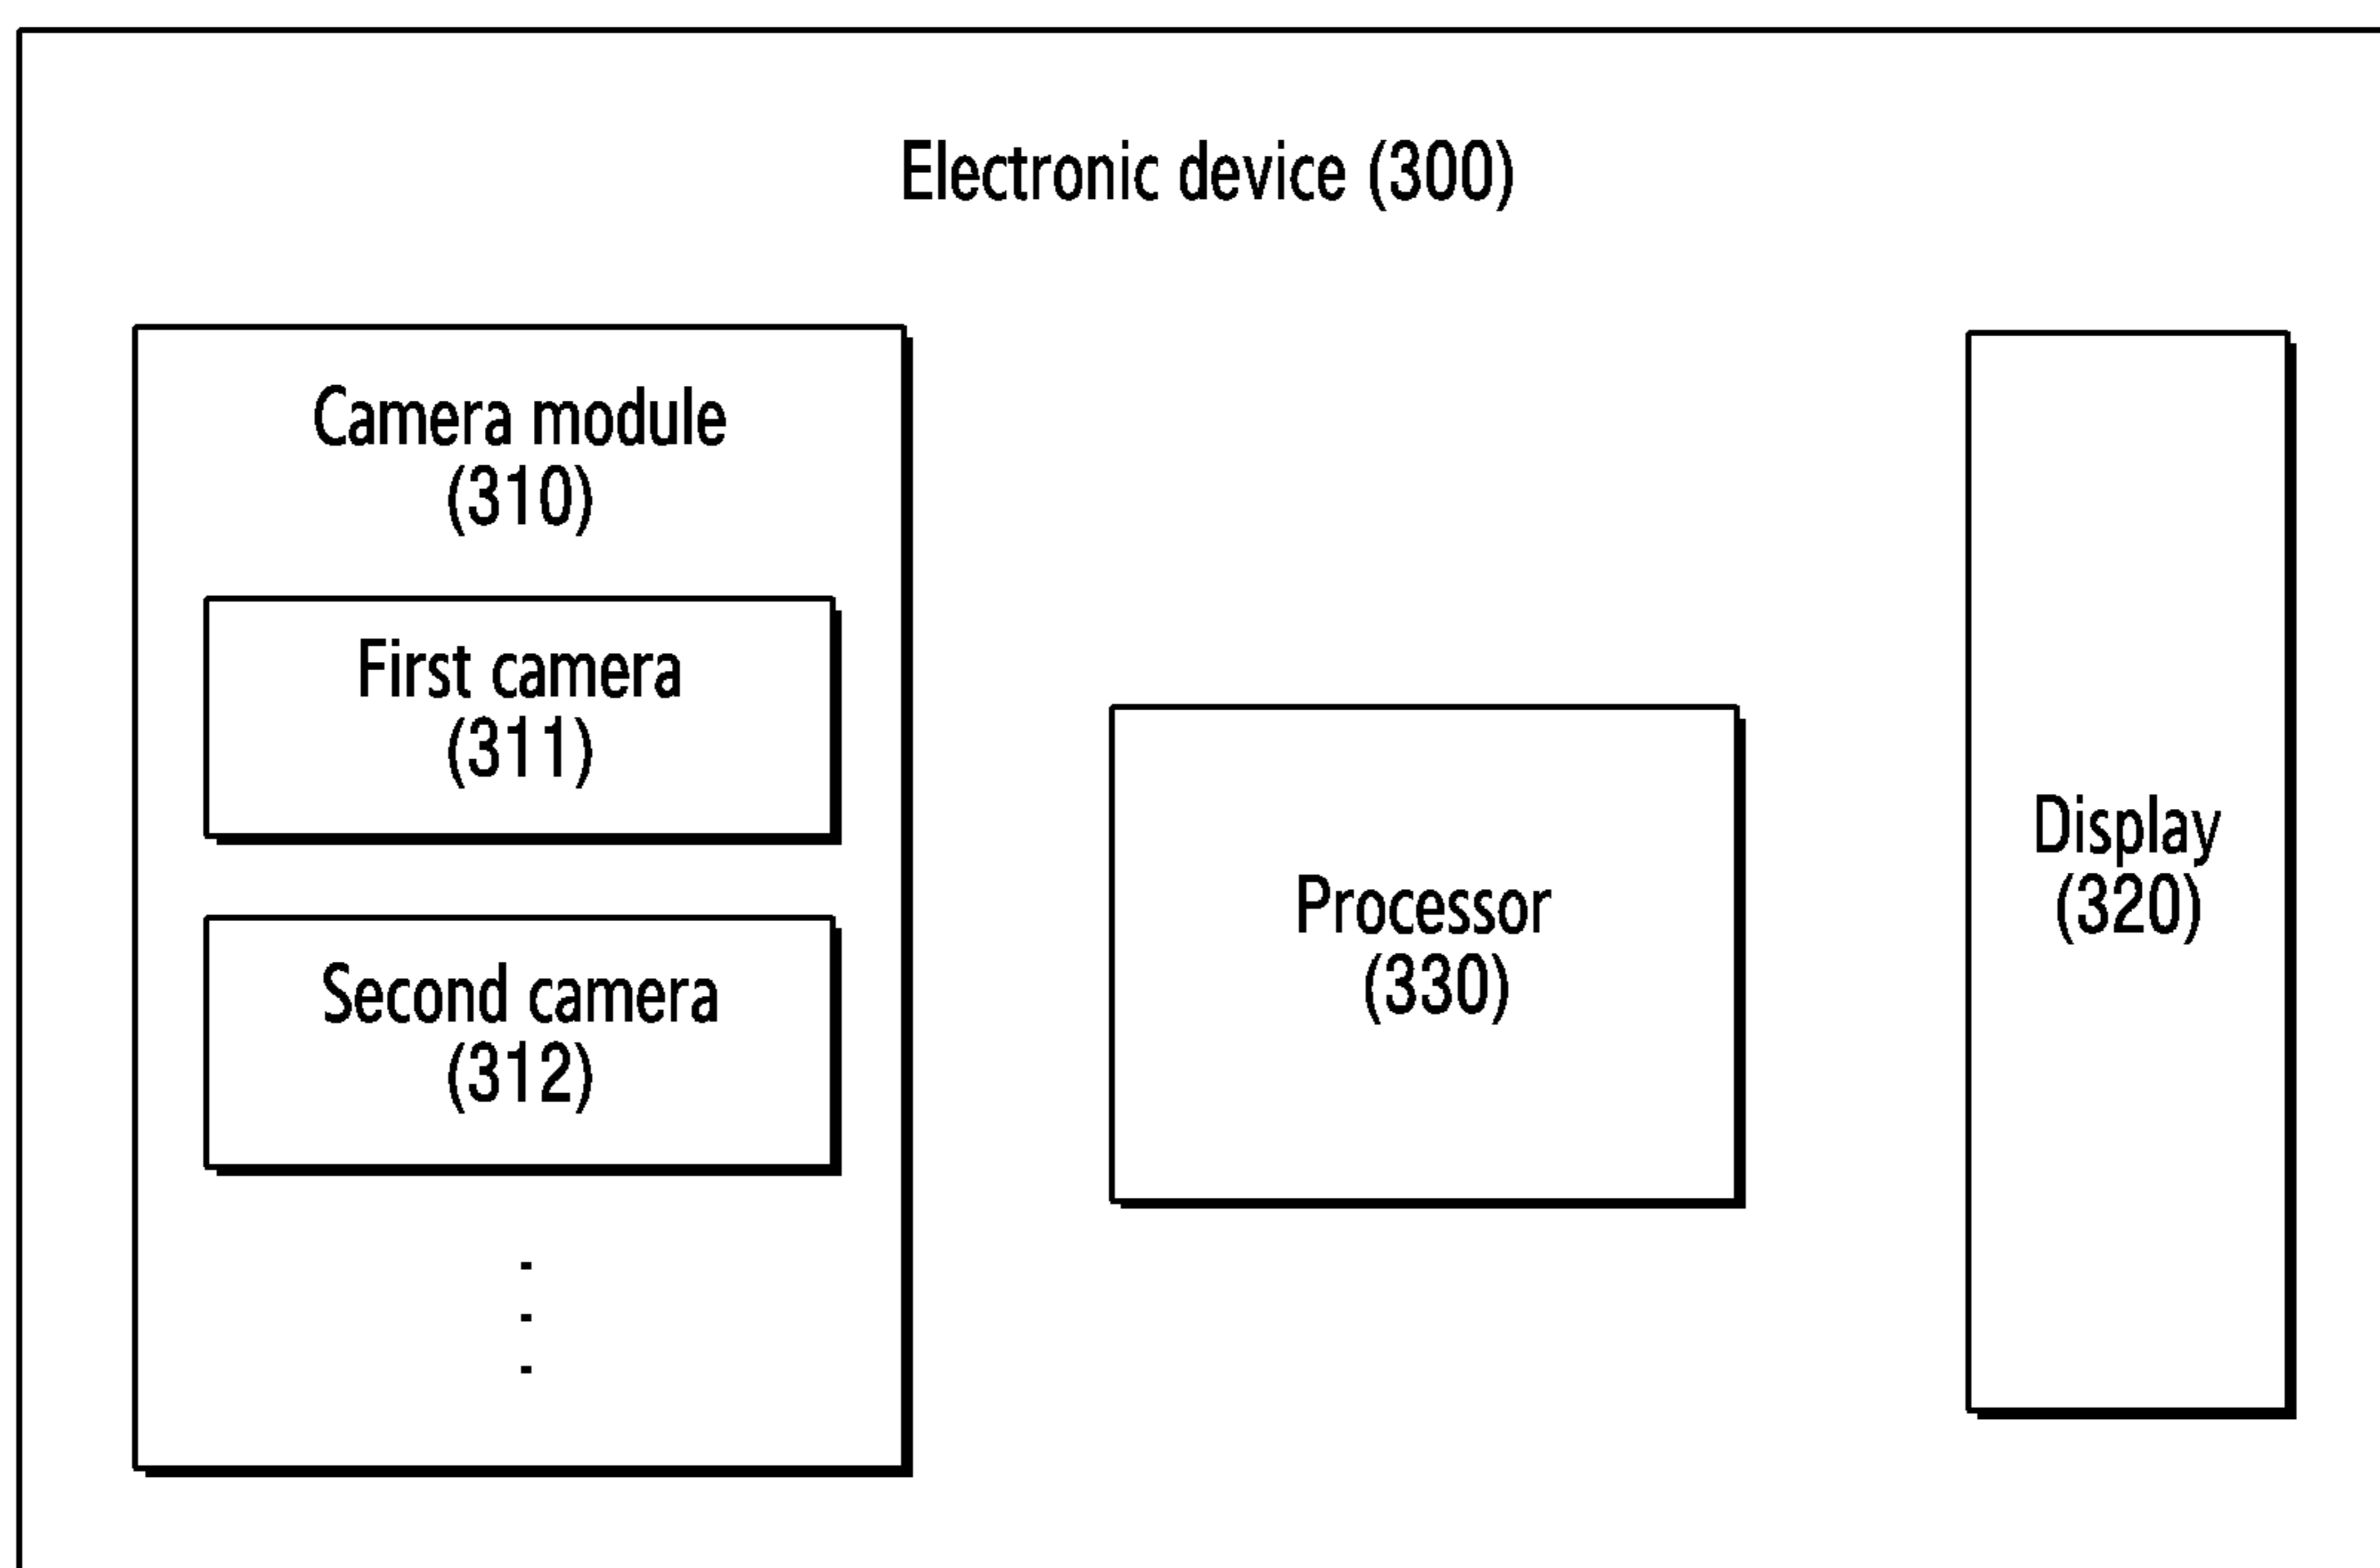 Electronic device (300)
Camera module
(310)
First camera
(311)
Second camera
(312)
Processor
(330)
Display
(320)